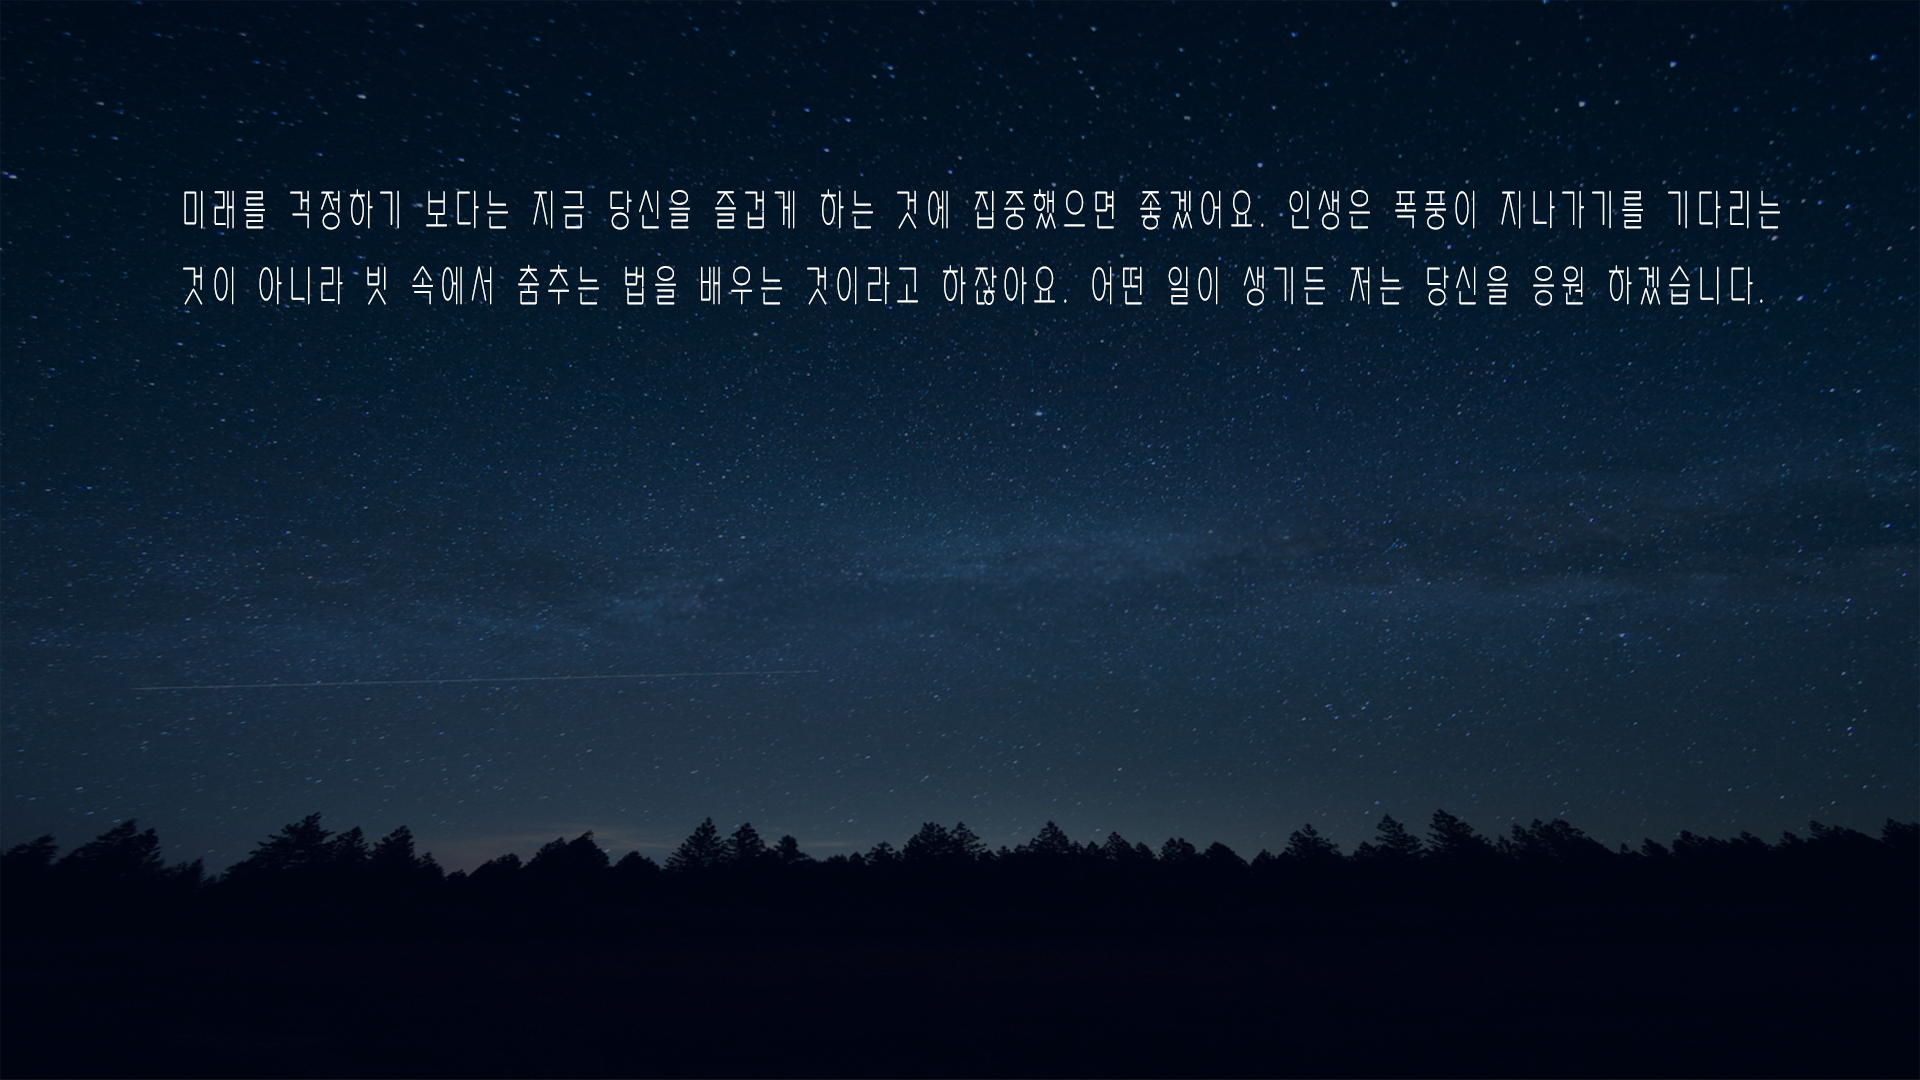 미래를 걱정하기 보다는 지금 당신을 즐겁게 하는 것에 집중했으면 좋겠어요. 인생은 폭풍이 지나가기를 기다리는
것이 아니라 빗 속에서 춤추는 법을 배우는 것이라고 하잖아요. 어떤 일이 생기든 저는 당신을 응원 하겠습니다.